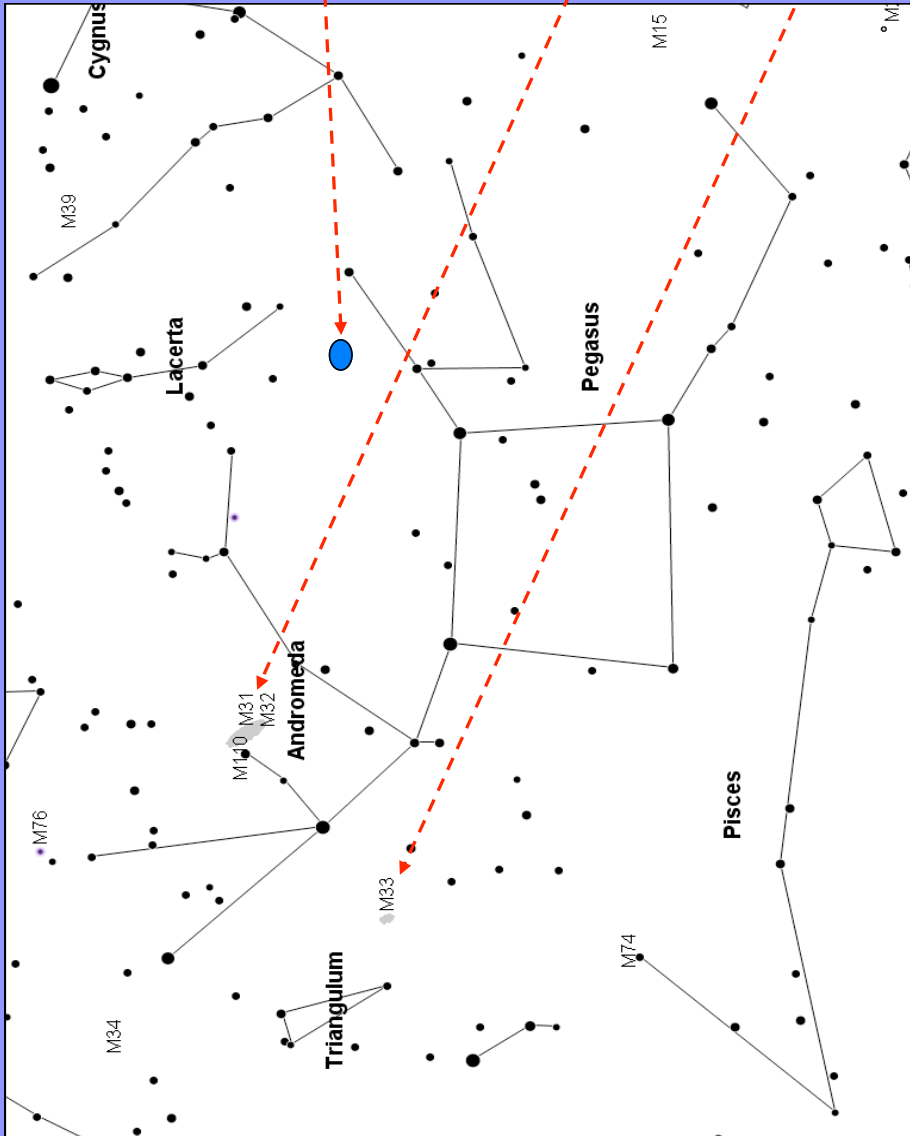 Cygnus
M15
M39
Lacerta
Pegasus
M31
M32
M110
Andromeda
M76
Pisces
M33
M74
Triangulum
M34